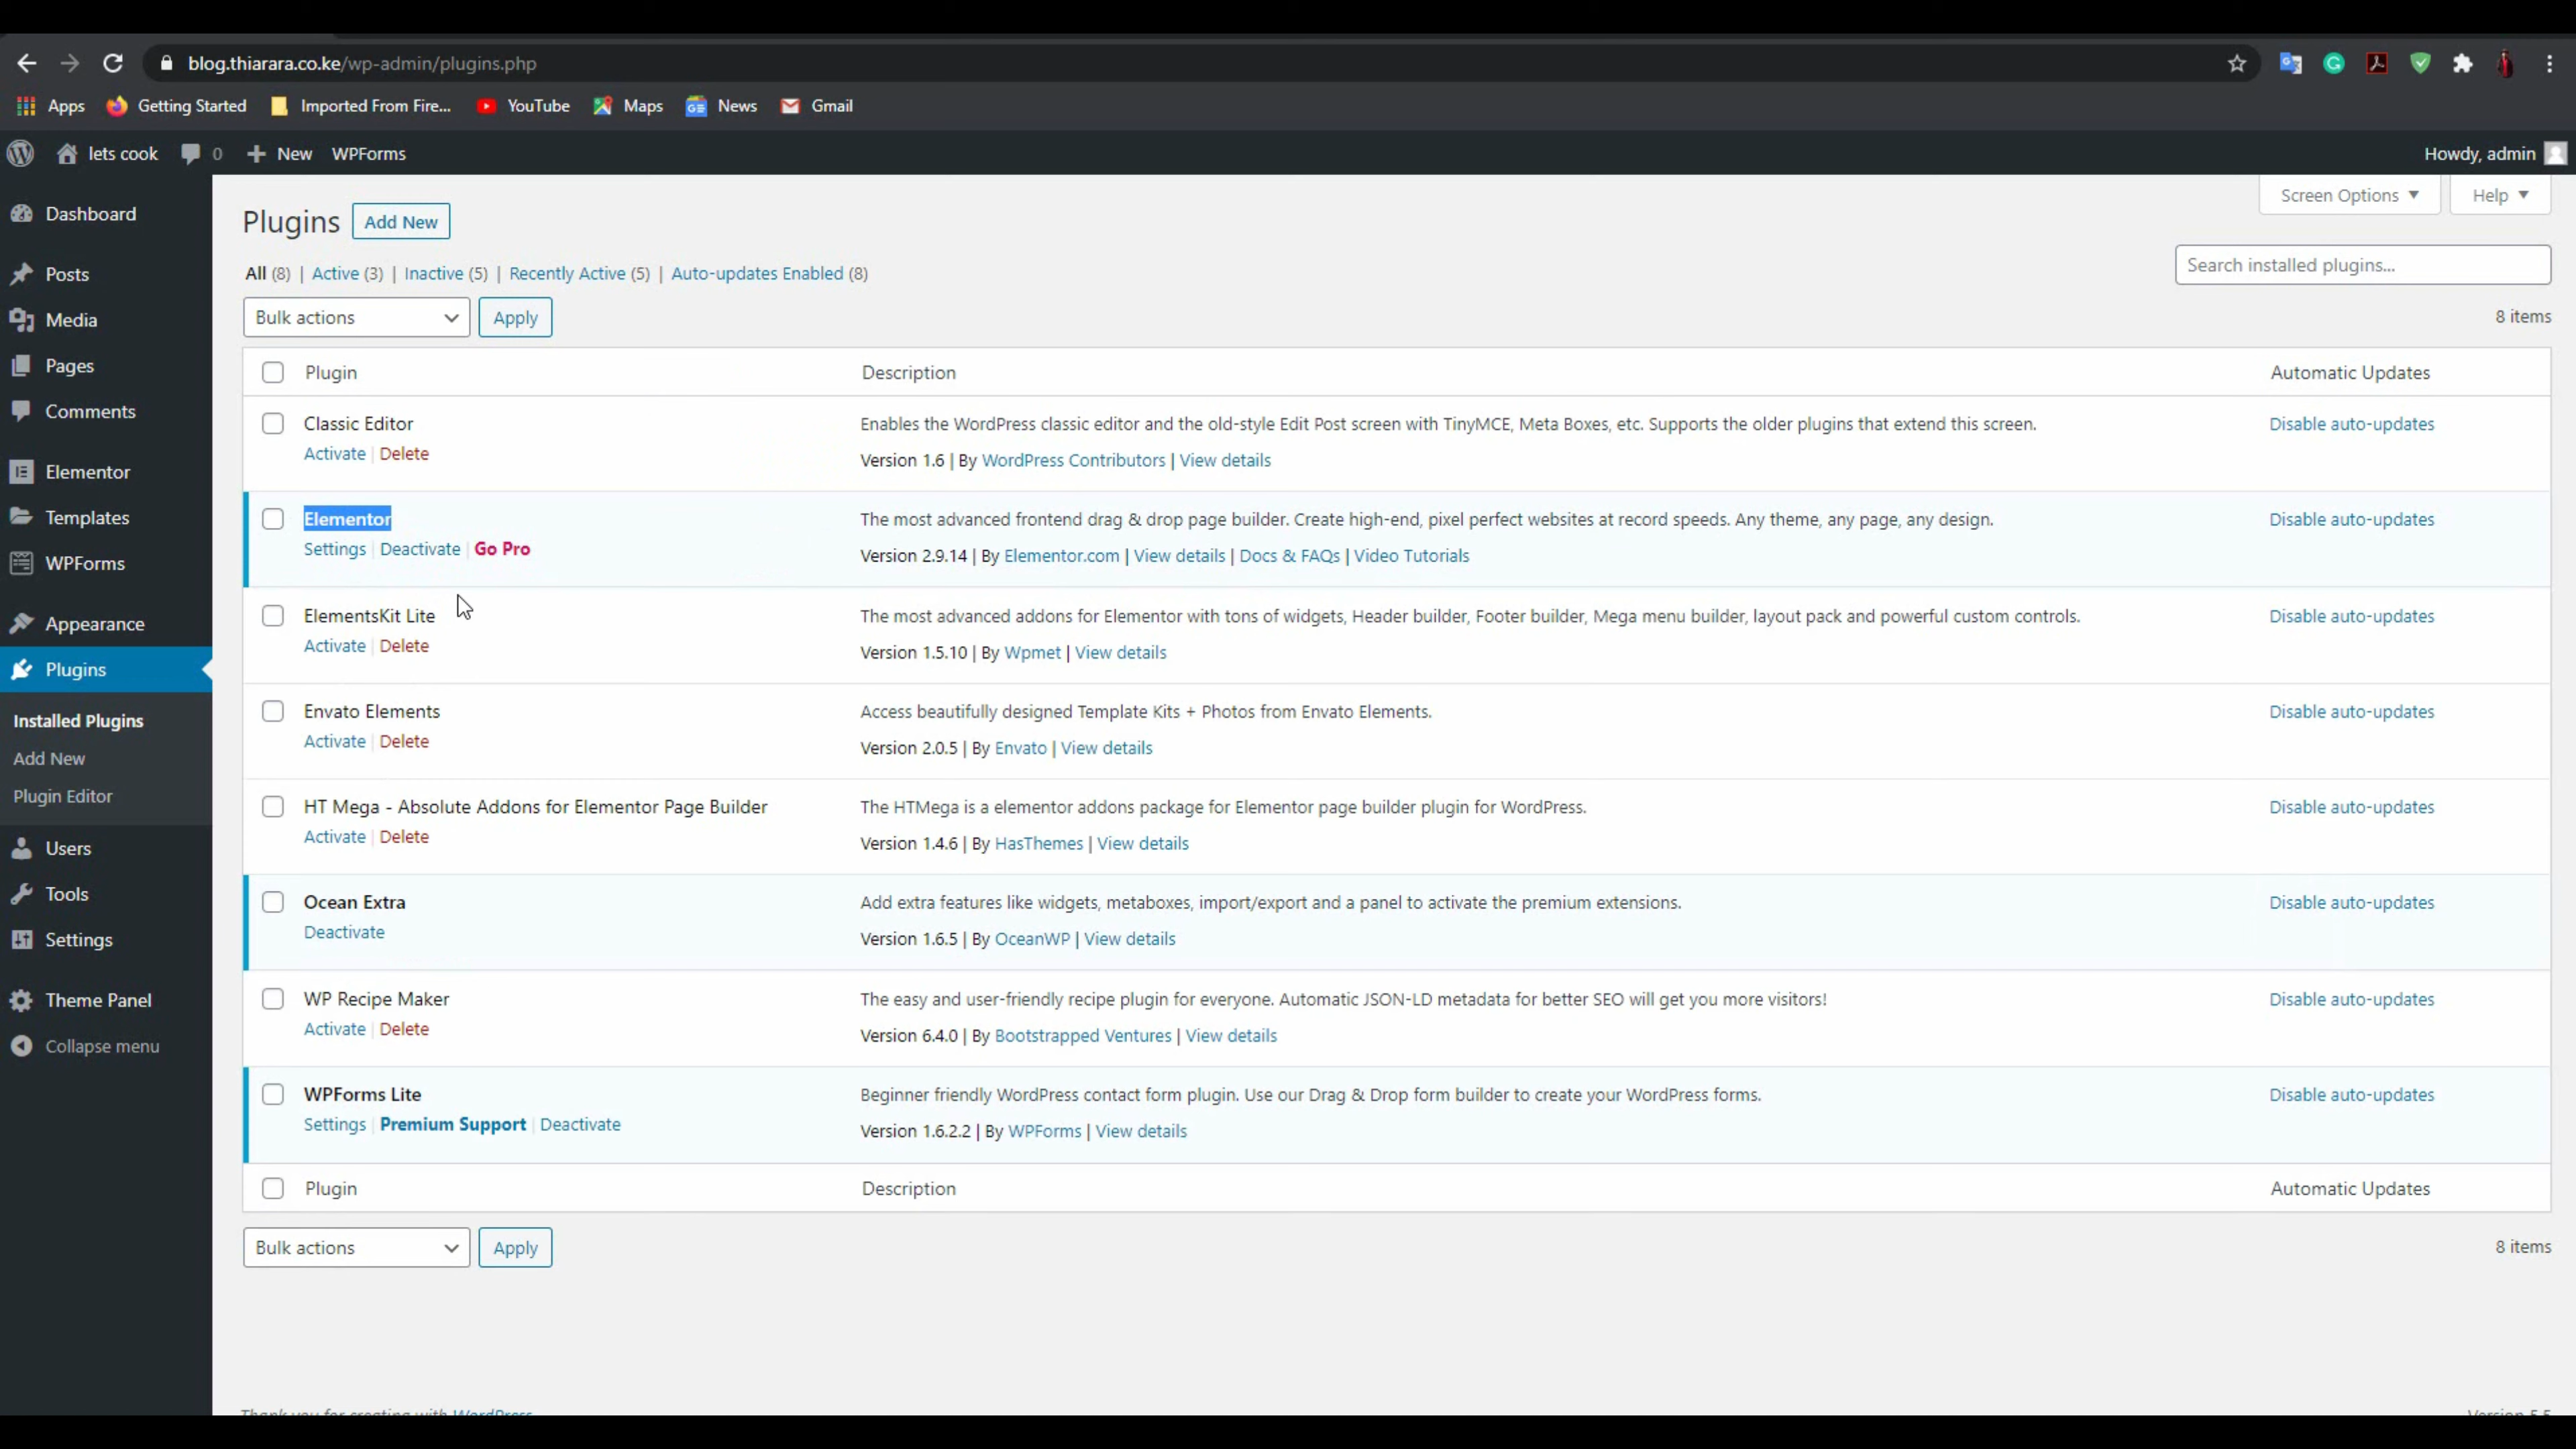 blog.thiarara.co.ke/wp-admin/plugins.php
Apps Getting Started Imported From Fire... YouTube Maps News Gmail
lets cook 0 New WPForms Howdy, admin
Screen Options Help
Dashboard
Posts
Media
Pages
Comments
Elementor
Templates
WPForms
Appearance
Plugins
Installed Plugins
Add New
Plugin Editor
Users
Tools
Settings
Theme Panel
Collapse menu
Plugins Add New
All (8) | Active (3) | Inactive (5) | Recently Active (5) | Auto-updates Enabled (8)
Search installed plugins...
Bulk actions Apply 8 items
Plugin Description Automatic Updates
Classic Editor Enables the WordPress classic editor and the old-style Edit Post screen with TinyMCE, Meta Boxes, etc. Supports the older plugins that extend this screen. Disable auto-updates
Activate | Delete Version 1.6 | By WordPress Contributors | View details
Elementor The most advanced frontend drag & drop page builder. Create high-end, pixel perfect websites at record speeds. Any theme, any page, any design. Disable auto-updates
Settings | Deactivate | Go Pro Version 2.9.14 | By Elementor.com | View details | Docs & FAQs | Video Tutorials
ElementsKit Lite The most advanced addons for Elementor with tons of widgets, Header builder, Footer builder, Mega menu builder, layout pack and powerful custom controls. Disable auto-updates
Activate | Delete Version 1.5.10 | By Wpmet | View details
Envato Elements Access beautifully designed Template Kits + Photos from Envato Elements. Disable auto-updates
Activate | Delete Version 2.0.5 | By Envato | View details
HT Mega - Absolute Addons for Elementor Page Builder The HTMega is a elementor addons package for Elementor page builder plugin for WordPress. Disable auto-updates
Activate | Delete Version 1.4.6 | By HasThemes | View details
Ocean Extra Add extra features like widgets, metaboxes, import/export and a panel to activate the premium extensions. Disable auto-updates
Deactivate Version 1.6.5 | By OceanWP | View details
WP Recipe Maker The easy and user-friendly recipe plugin for everyone. Automatic JSON-LD metadata for better SEO will get you more visitors! Disable auto-updates
Activate | Delete Version 6.4.0 | By Bootstrapped Ventures | View details
WPForms Lite Beginner friendly WordPress contact form plugin. Use our Drag & Drop form builder to create your WordPress forms. Disable auto-updates
Settings | Premium Support | Deactivate Version 1.6.2.2 | By WPForms | View details
Plugin Description Automatic Updates
Bulk actions Apply 8 items
Thank you for creating with WordPress
Version 5.5